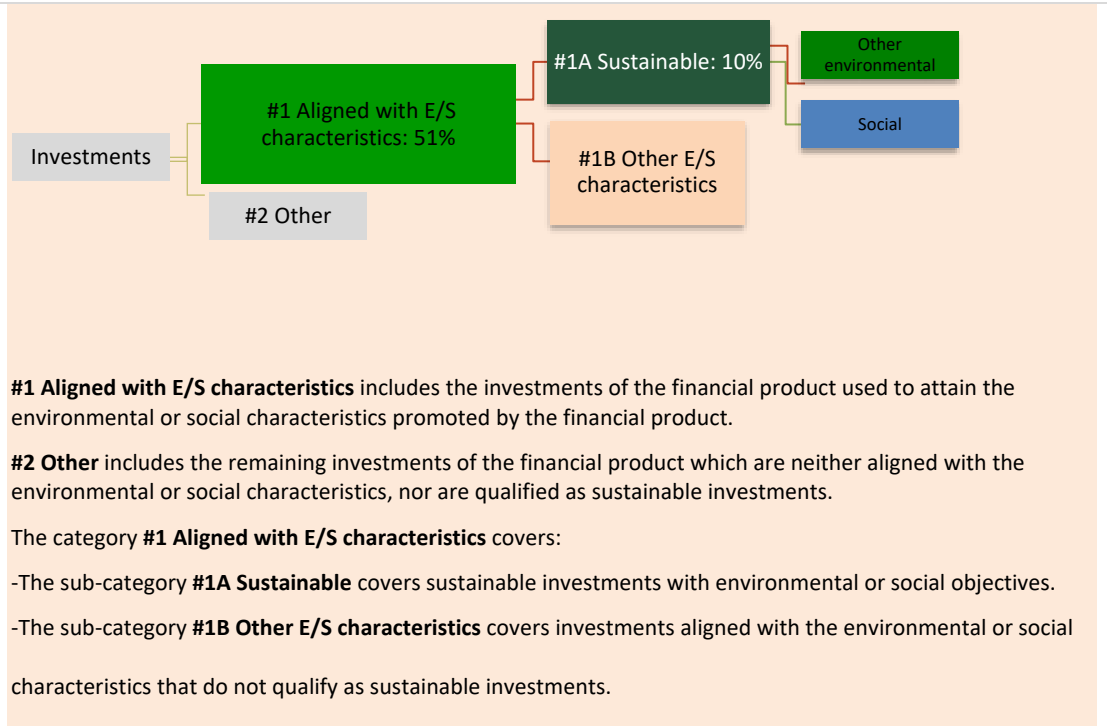 Investments
#1 Aligned with E/S
characteristics: 51%
#2 Other
#1A Sustainable: 10%
#1B Other E/S
characteristics
Other
environmental
Social
#1 Aligned with E/S characteristics includes the investments of the financial product used to attain the
environmental or social characteristics promoted by the financial product.
#2 Other includes the remaining investments of the financial product which are neither aligned with the
environmental or social characteristics, nor are qualified as sustainable investments.
The category #1 Aligned with E/S characteristics covers:
-The sub-category #1A Sustainable covers sustainable investments with environmental or social objectives.
-The sub-category #1B Other E/S characteristics covers investments aligned with the environmental or social
characteristics that do not qualify as sustainable investments.